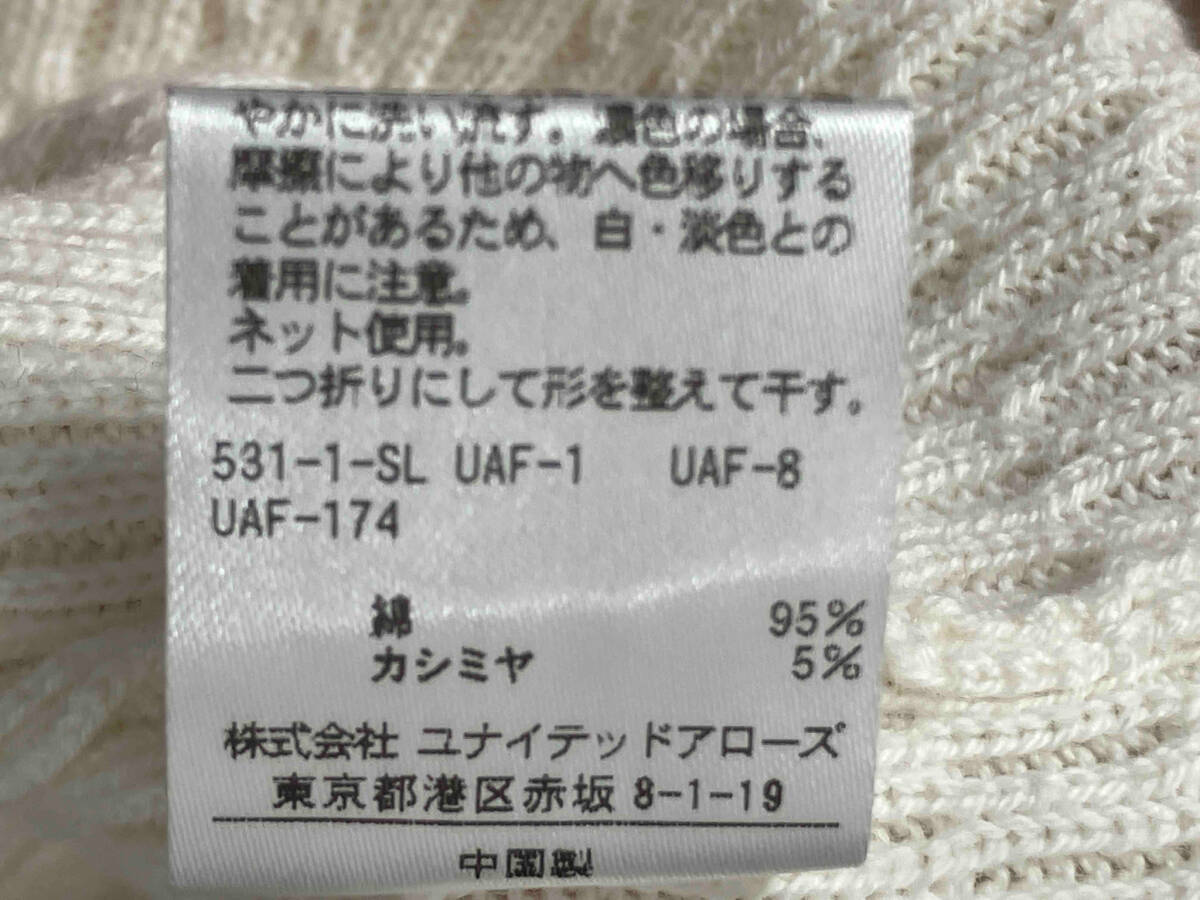 やかに洗い流す。濃色の場合、
摩擦により他の物へ色移りする
ことがあるため、白・淡色との
着用に注意。
ネット使用。
二つ折りにして形を整えて干す。
531-1-SL UAF-1 UAF-8
UAF-174
綿 95%
カシミヤ 5%
株式会社 ユナイテッドアローズ
東京都港区赤坂 8-1-19
中国製